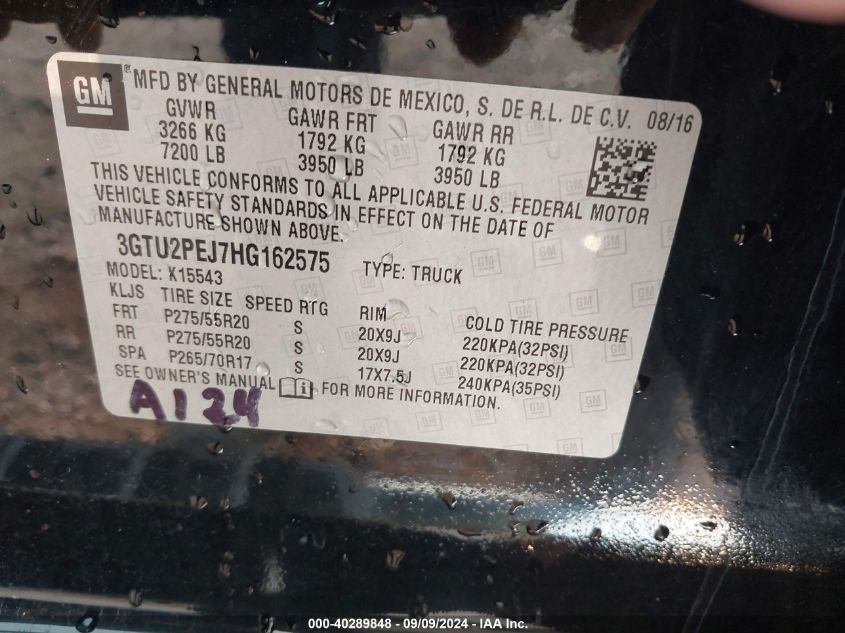 GM
® MFD BY GENERAL MOTORS DE MEXICO, S. DE R.L. DE C.V. 08/16
GVWR GAWR FRT GAWR RR
3266 KG 1792 KG 1792 KG
7200 LB 3950 LB 3950 LB
THIS VEHICLE CONFORMS TO ALL APPLICABLE U.S. FEDERAL MOTOR
VEHICLE SAFETY STANDARDS IN EFFECT ON THE DATE OF
MANUFACTURE SHOWN ABOVE.
3GTU2PEJ7HG162575 TYPE: TRUCK
MODEL: K15543
KLJS TIRE SIZE SPEED RTG RIM COLD TIRE PRESSURE
FRT P275/55R20 S 20X9J 220KPA(32PSI)
RR P275/55R20 S 20X9J 220KPA(32PSI)
SPA P265/70R17 S 17X7.5J 240KPA(35PSI)
SEE OWNER'S MANUAL FOR MORE INFORMATION.
A124
000-40289848 - 09/09/2024 - IAA Inc.